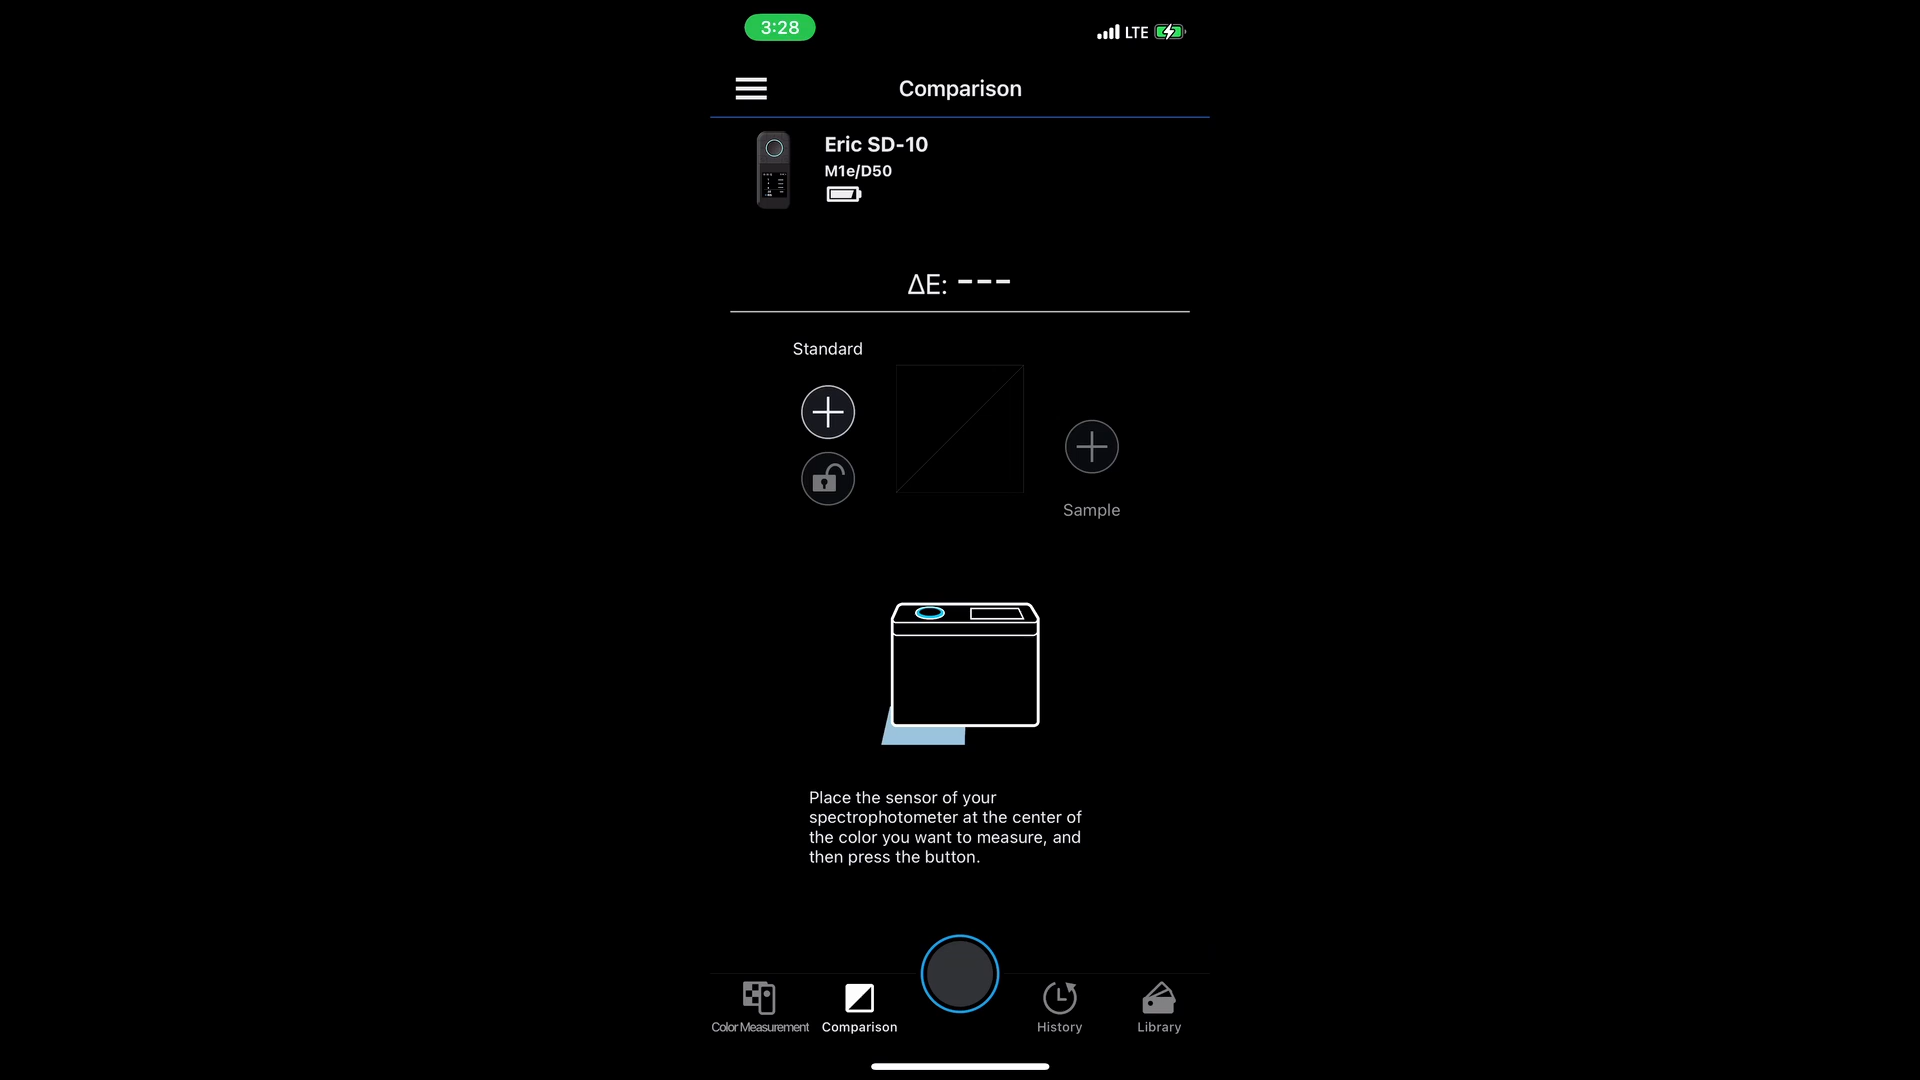 3:28
LTE
Comparison
Eric SD-10
M1e/D50
ΔE: ---
Standard
Sample
Place the sensor of your
spectrophotometer at the center of
the color you want to measure, and
then press the button.
Color Measurement
Comparison
History
Library